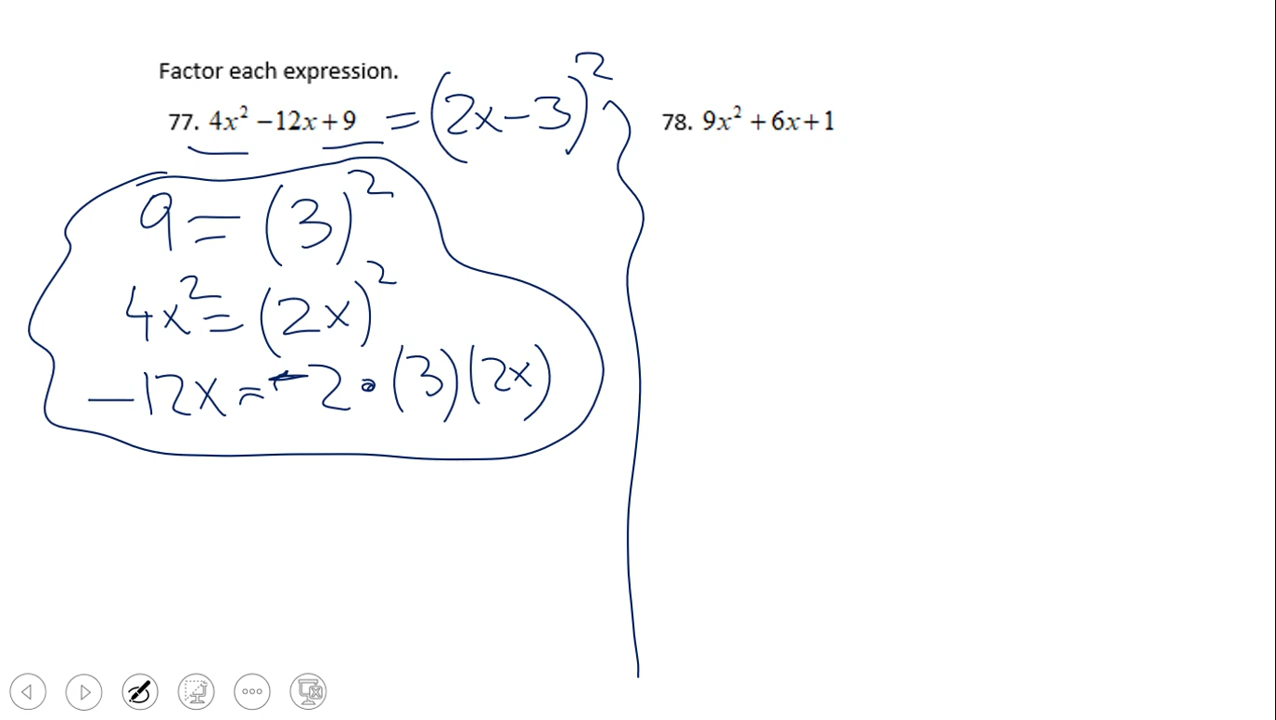 Factor each expression.
77. 4x² −12x+9 = (2x−3)²
9 = (3)²
4x² = (2x)²
−12x = −2•(3)(2x)
78. 9x² +6x+1